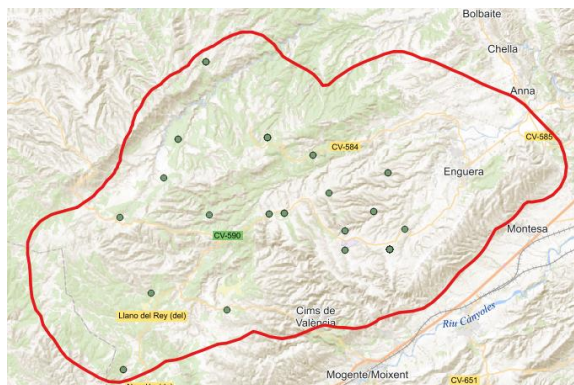 Bolbaite
Chella
Anna
CV-585
CV-584
Enguera
Montesa
CV-590
Llano del Rey (del)
Cims de
València
Riu Cànyoles
Mogente/Moixent
CV-651